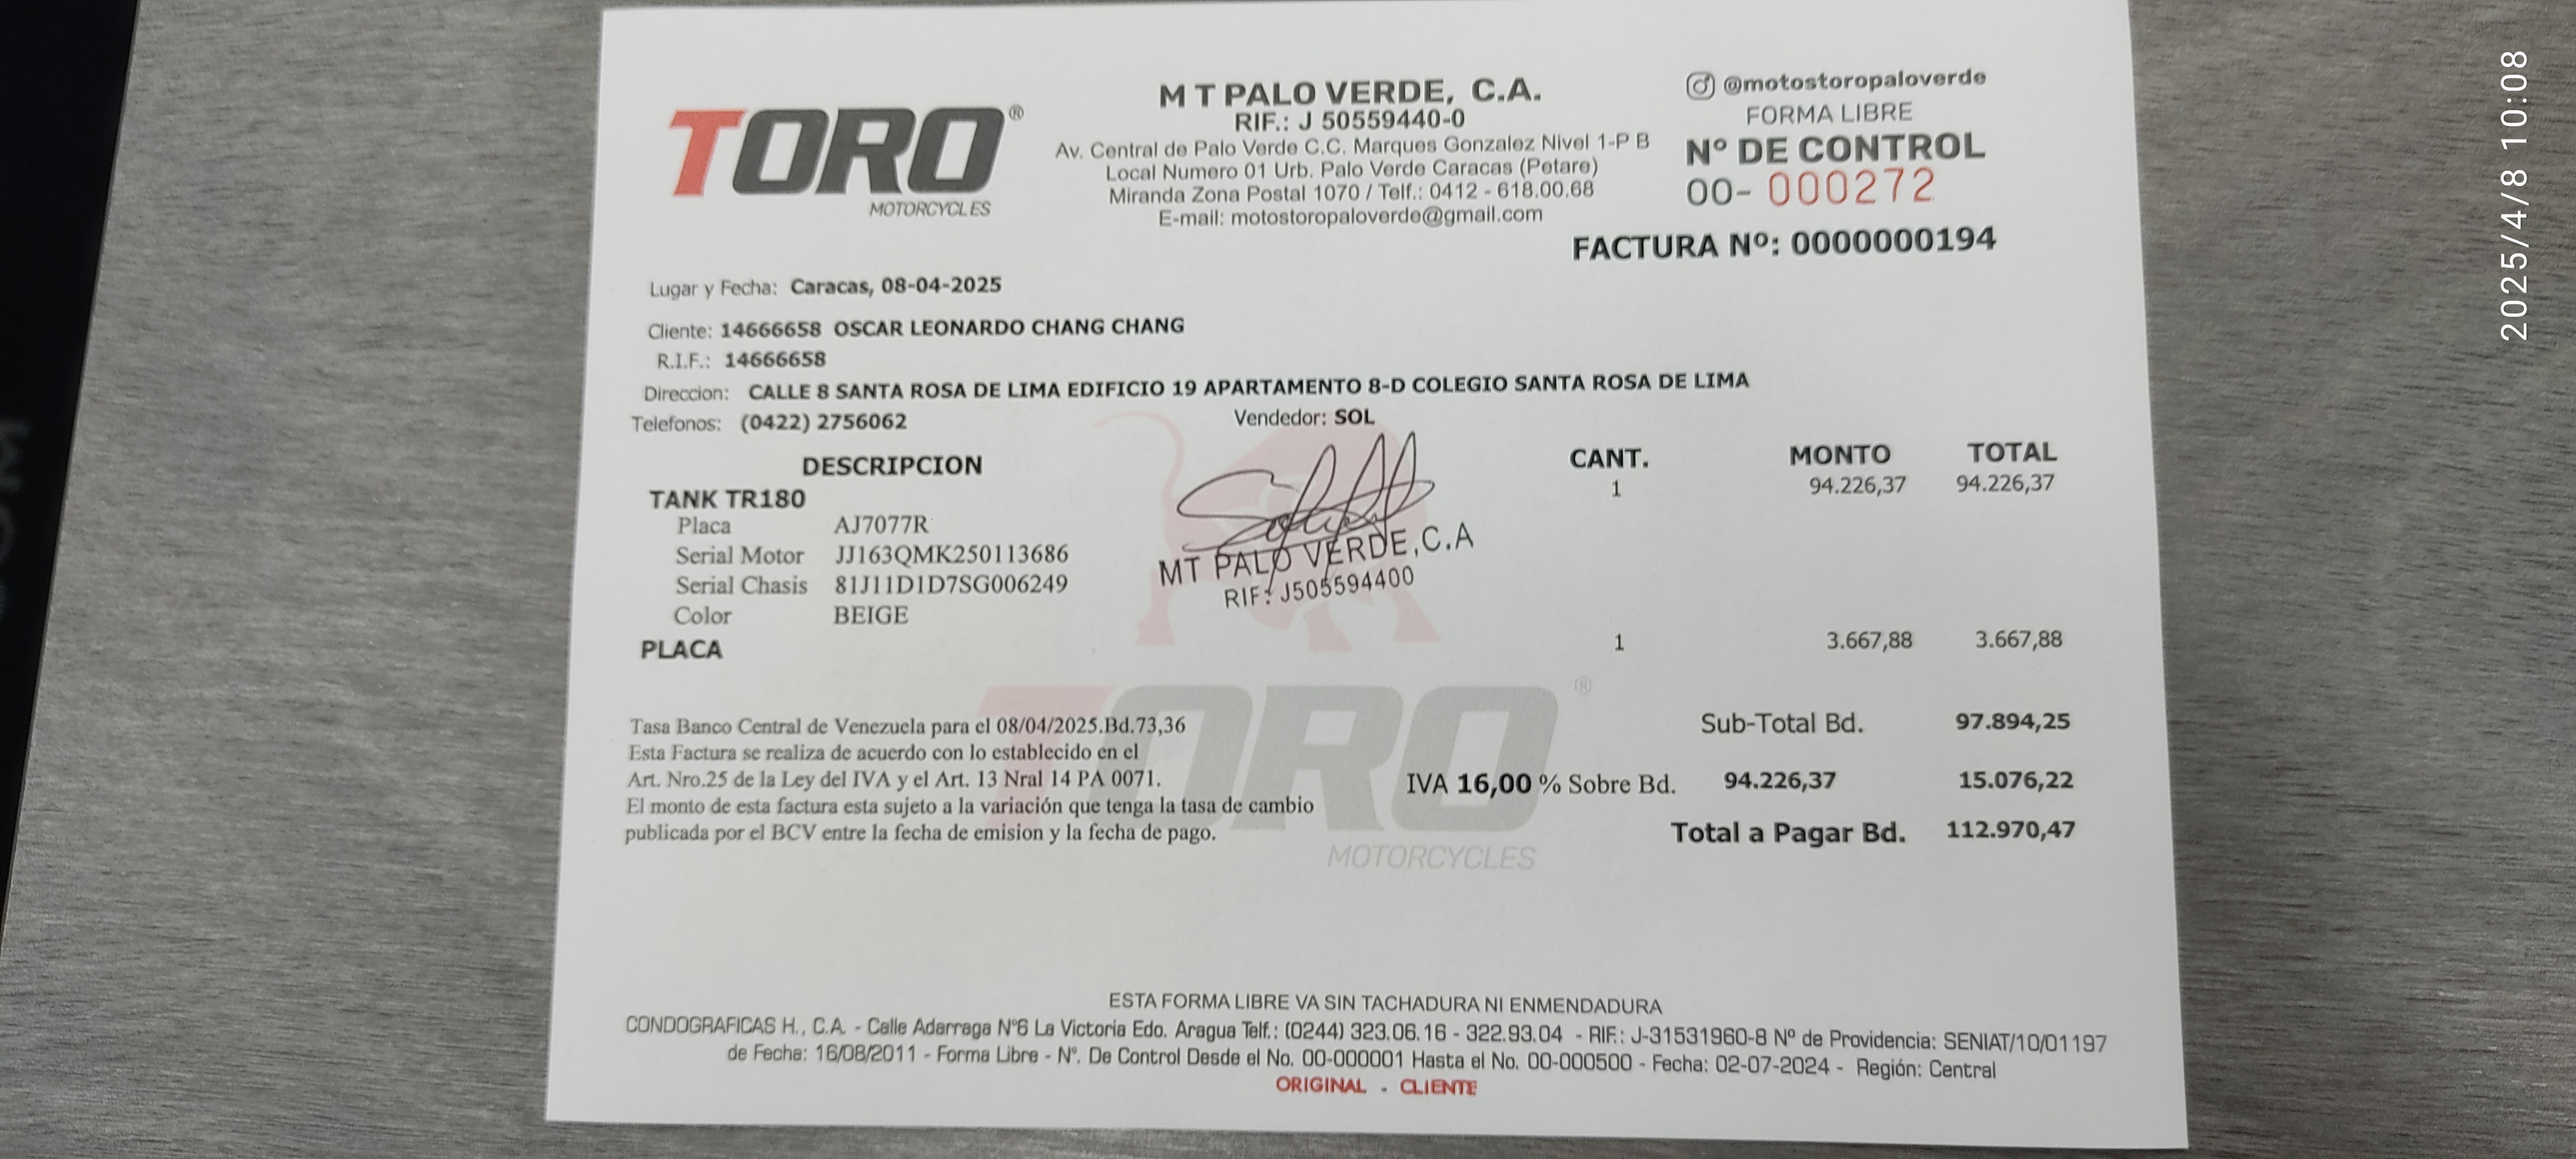 TORO®
MOTORCYCLES
M T PALO VERDE, C.A.
RIF.: J 50559440-0
Av. Central de Palo Verde C.C. Marques Gonzalez Nivel 1-P B
Local Numero 01 Urb. Palo Verde Caracas (Petare)
Miranda Zona Postal 1070 / Telf.: 0412 - 618.00.68
E-mail: motostoropaloverde@gmail.com
@motostoropaloverde
FORMA LIBRE
Nº DE CONTROL
00- 000272
FACTURA Nº: 0000000194
Lugar y Fecha: Caracas, 08-04-2025
Cliente: 14666658 OSCAR LEONARDO CHANG CHANG
R.I.F.: 14666658
Direccion: CALLE 8 SANTA ROSA DE LIMA EDIFICIO 19 APARTAMENTO 8-D COLEGIO SANTA ROSA DE LIMA
Telefonos: (0422) 2756062 Vendedor: SOL
DESCRIPCION CANT. MONTO TOTAL
TANK TR180 1 94.226,37 94.226,37
Placa AJ7077R
Serial Motor JJ163QMK250113686
Serial Chasis 81J11D1D7SG006249
Color BEIGE
MT PALO VERDE,C.A
RIF: J505594400
PLACA 1 3.667,88 3.667,88
TORO®
MOTORCYCLES
Tasa Banco Central de Venezuela para el 08/04/2025.Bd.73,36
Esta Factura se realiza de acuerdo con lo establecido en el
Art. Nro.25 de la Ley del IVA y el Art. 13 Nral 14 PA 0071.
El monto de esta factura esta sujeto a la variación que tenga la tasa de cambio
publicada por el BCV entre la fecha de emision y la fecha de pago.
Sub-Total Bd. 97.894,25
IVA 16,00 % Sobre Bd. 94.226,37 15.076,22
Total a Pagar Bd. 112.970,47
ESTA FORMA LIBRE VA SIN TACHADURA NI ENMENDADURA
CONDOGRAFICAS H., C.A. - Calle Adarraga N°6 La Victoria Edo. Aragua Telf.: (0244) 323.06.16 - 322.93.04 - RIF.: J-31531960-8 Nº de Providencia: SENIAT/10/01197
de Fecha: 16/08/2011 - Forma Libre - N°. De Control Desde el No. 00-000001 Hasta el No. 00-000500 - Fecha: 02-07-2024 - Región: Central
ORIGINAL - CLIENTE
2025/4/8 10:08